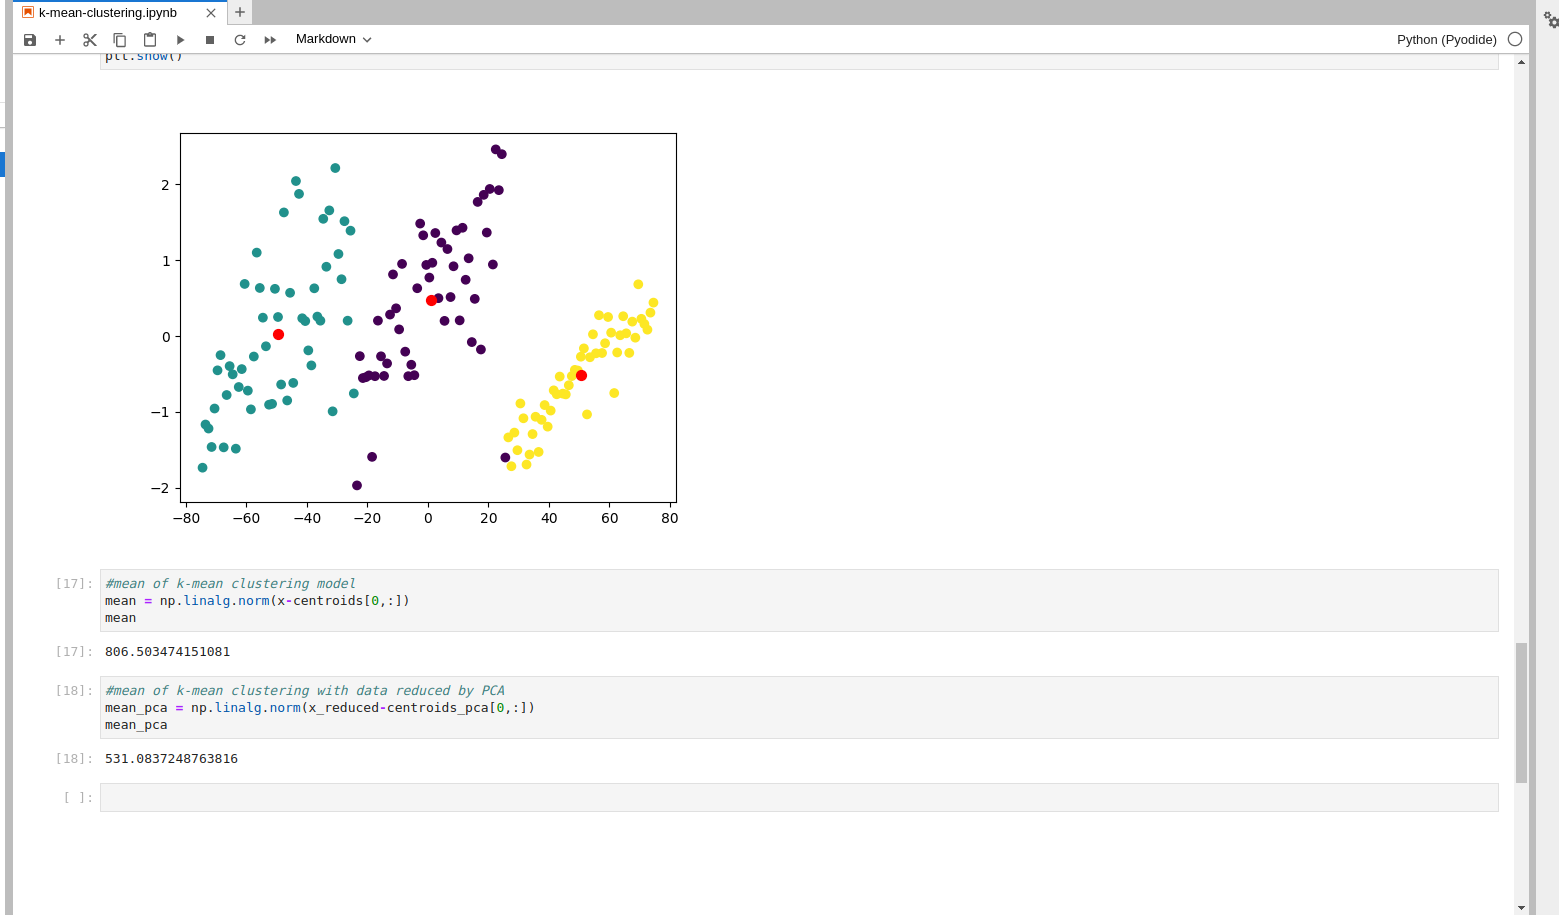 k-mean-clustering.ipynb
Markdown
Python (Pyodide)
plt.show()
2
1
0
−1
−2
−80 −60 −40 −20 0 20 40 60 80
[17]: #mean of k-mean clustering model
mean = np.linalg.norm(x-centroids[0,:])
mean
[17]: 806.503474151081
[18]: #mean of k-mean clustering with data reduced by PCA
mean_pca = np.linalg.norm(x_reduced-centroids_pca[0,:])
mean_pca
[18]: 531.0837248763816
[ ]: